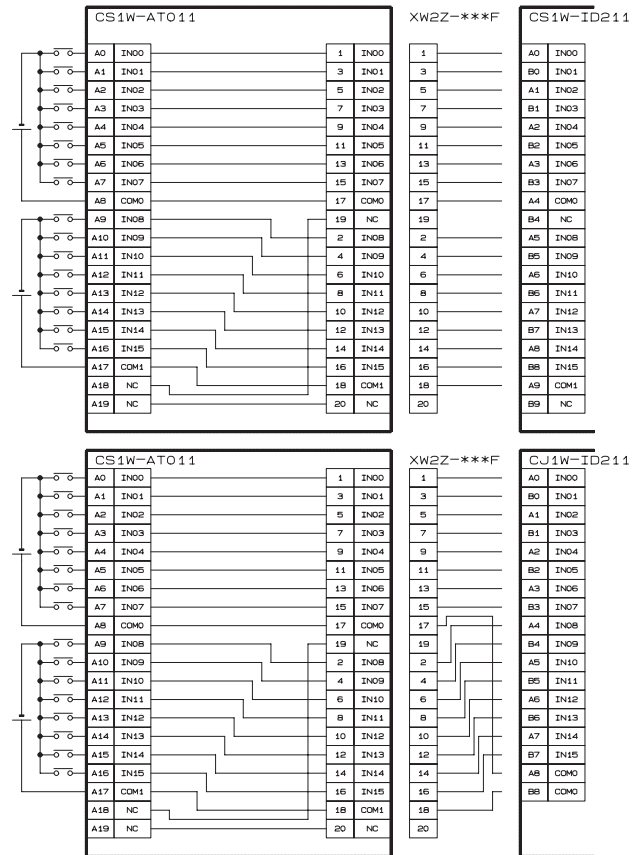 CS1W-AT011 XW2Z-***F CS1W-ID211
A0 IN00 1 IN00 1 A0 IN00
A1 IN01 3 IN01 3 B0 IN01
A2 IN02 5 IN02 5 A1 IN02
A3 IN03 7 IN03 7 B1 IN03
A4 IN04 9 IN04 9 A2 IN04
A5 IN05 11 IN05 11 B2 IN05
A6 IN06 13 IN06 13 A3 IN06
A7 IN07 15 IN07 15 B3 IN07
A8 COM0 17 COM0 17 A4 COM0
A9 IN08 19 NC 19 B4 NC
A10 IN09 2 IN08 2 A5 IN08
A11 IN10 4 IN09 4 B5 IN09
A12 IN11 6 IN10 6 A6 IN10
A13 IN12 8 IN11 8 B6 IN11
A14 IN13 10 IN12 10 A7 IN12
A15 IN14 12 IN13 12 B7 IN13
A16 IN15 14 IN14 14 A8 IN14
A17 COM1 16 IN15 16 B8 IN15
A18 NC 18 COM1 18 A9 COM1
A19 NC 20 NC 20 B9 NC
CS1W-AT011 XW2Z-***F CJ1W-ID211
A0 IN00 1 IN00 1 A0 IN00
A1 IN01 3 IN01 3 B0 IN01
A2 IN02 5 IN02 5 A1 IN02
A3 IN03 7 IN03 7 B1 IN03
A4 IN04 9 IN04 9 A2 IN04
A5 IN05 11 IN05 11 B2 IN05
A6 IN06 13 IN06 13 A3 IN06
A7 IN07 15 IN07 15 B3 IN07
A8 COM0 17 COM0 17 A4 IN08
A9 IN08 19 NC 19 B4 IN09
A10 IN09 2 IN08 2 A5 IN10
A11 IN10 4 IN09 4 B5 IN11
A12 IN11 6 IN10 6 A6 IN12
A13 IN12 8 IN11 8 B6 IN13
A14 IN13 10 IN12 10 A7 IN14
A15 IN14 12 IN13 12 B7 IN15
A16 IN15 14 IN14 14 A8 COM0
A17 COM1 16 IN15 16 B8 COM0
A18 NC 18 COM1 18
A19 NC 20 NC 20